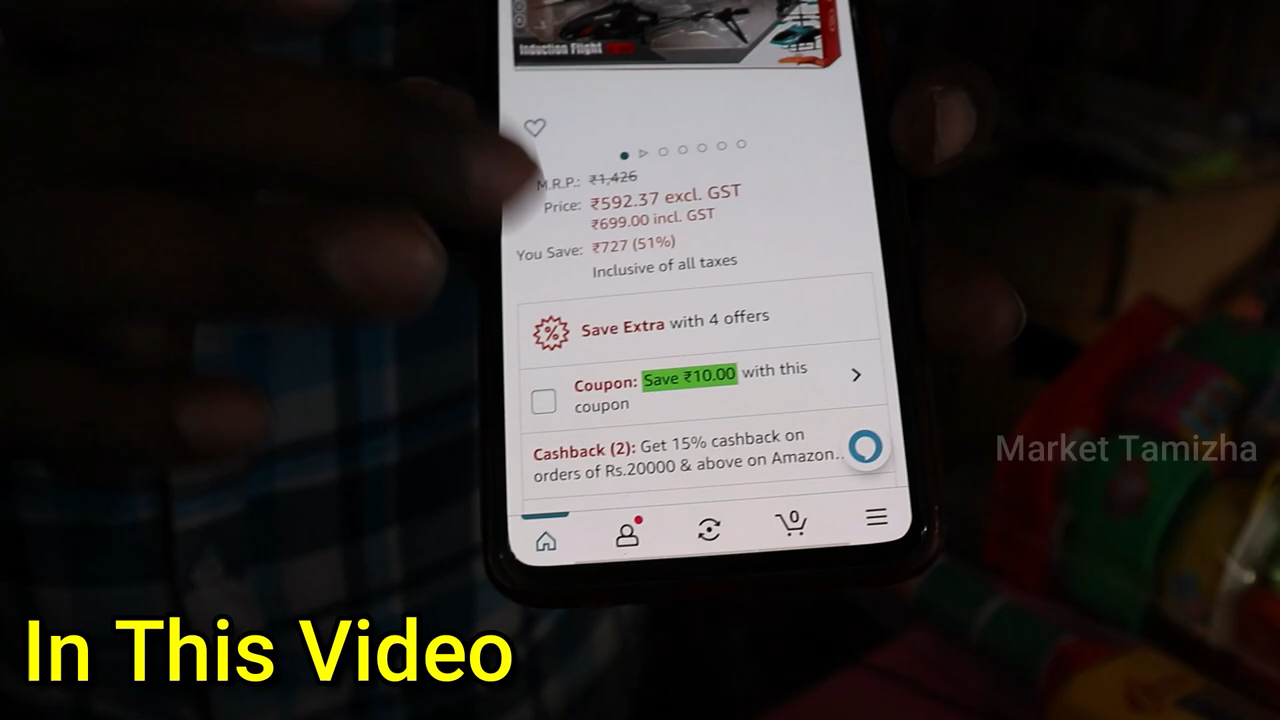 Induction Flight
M.R.P.: ₹1,426
Price: ₹592.37 excl. GST
₹699.00 incl. GST
You Save: ₹727 (51%)
Inclusive of all taxes
% Save Extra with 4 offers
Coupon: Save ₹10.00 with this
coupon
Cashback (2): Get 15% cashback on
orders of Rs.20000 & above on Amazon..
0
Market Tamizha
In This Video